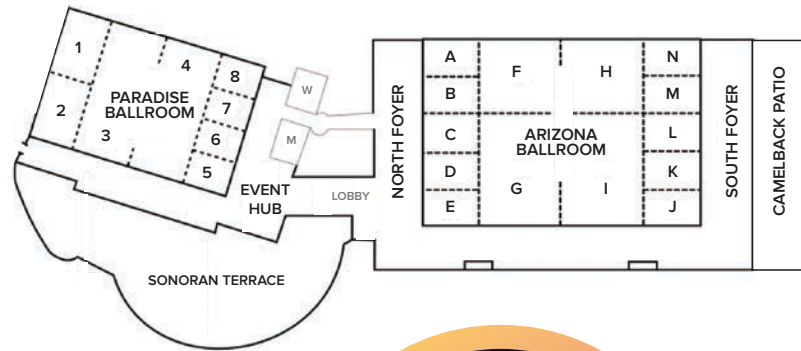 1
2
3
4
5
6
7
8
PARADISE
BALLROOM
W
M
EVENT
HUB
LOBBY
SONORAN TERRACE
NORTH FOYER
A
B
C
D
E
F
G
H
I
ARIZONA
BALLROOM
N
M
L
K
J
SOUTH FOYER
CAMELBACK PATIO